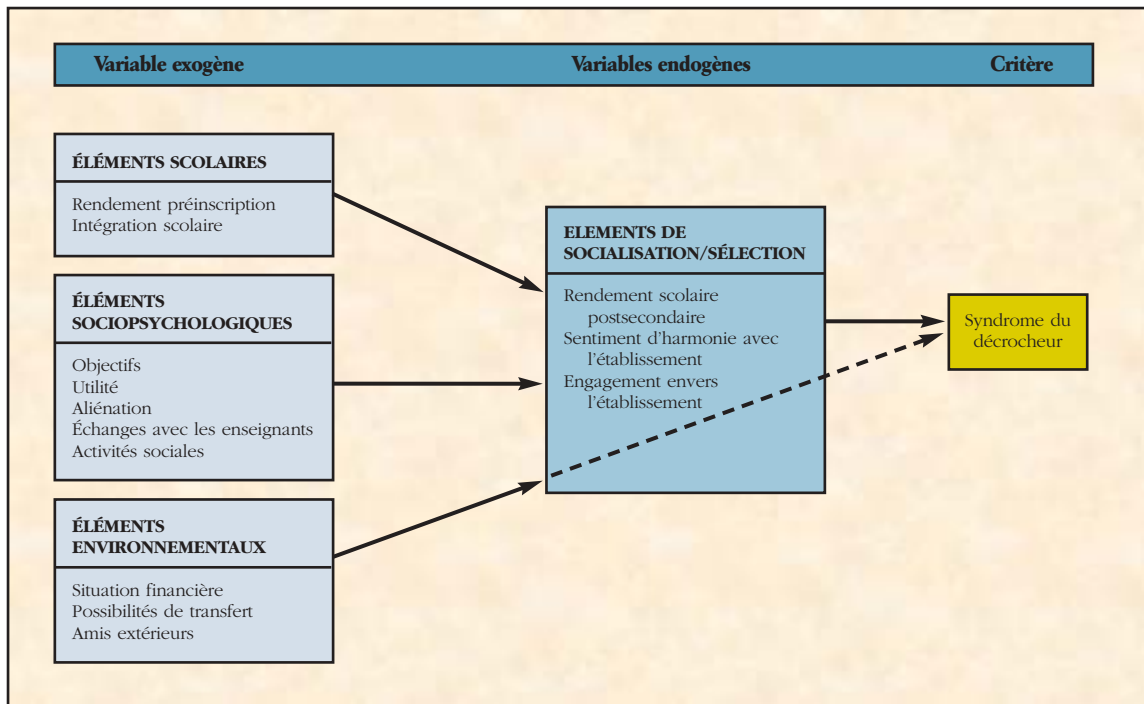 Variable exogène
Variables endogènes
Critère
ÉLÉMENTS SCOLAIRES
Rendement préinscription
Intégration scolaire
ÉLÉMENTS
SOCIOPSYCHOLOGIQUES
Objectifs
Utilité
Aliénation
Échanges avec les enseignants
Activités sociales
ÉLÉMENTS
ENVIRONNEMENTAUX
Situation financière
Possibilités de transfert
Amis extérieurs
ELEMENTS DE
SOCIALISATION/SÉLECTION
Rendement scolaire
postsecondaire
Sentiment d'harmonie avec
l'établissement
Engagement envers
l'établissement
Syndrome du
décrocheur